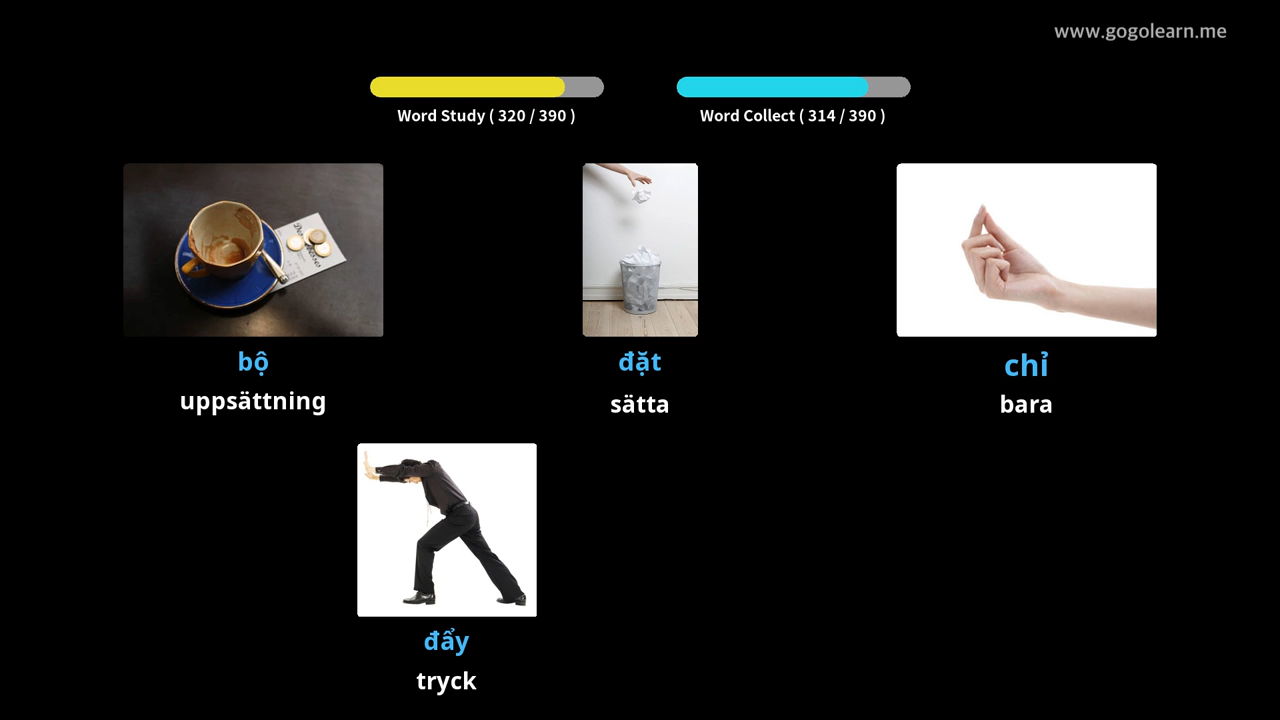 www.gogolearn.me
Word Study ( 320 / 390 )
Word Collect ( 314 / 390 )
bộ
uppsättning
đặt
sätta
chỉ
bara
đẩy
tryck